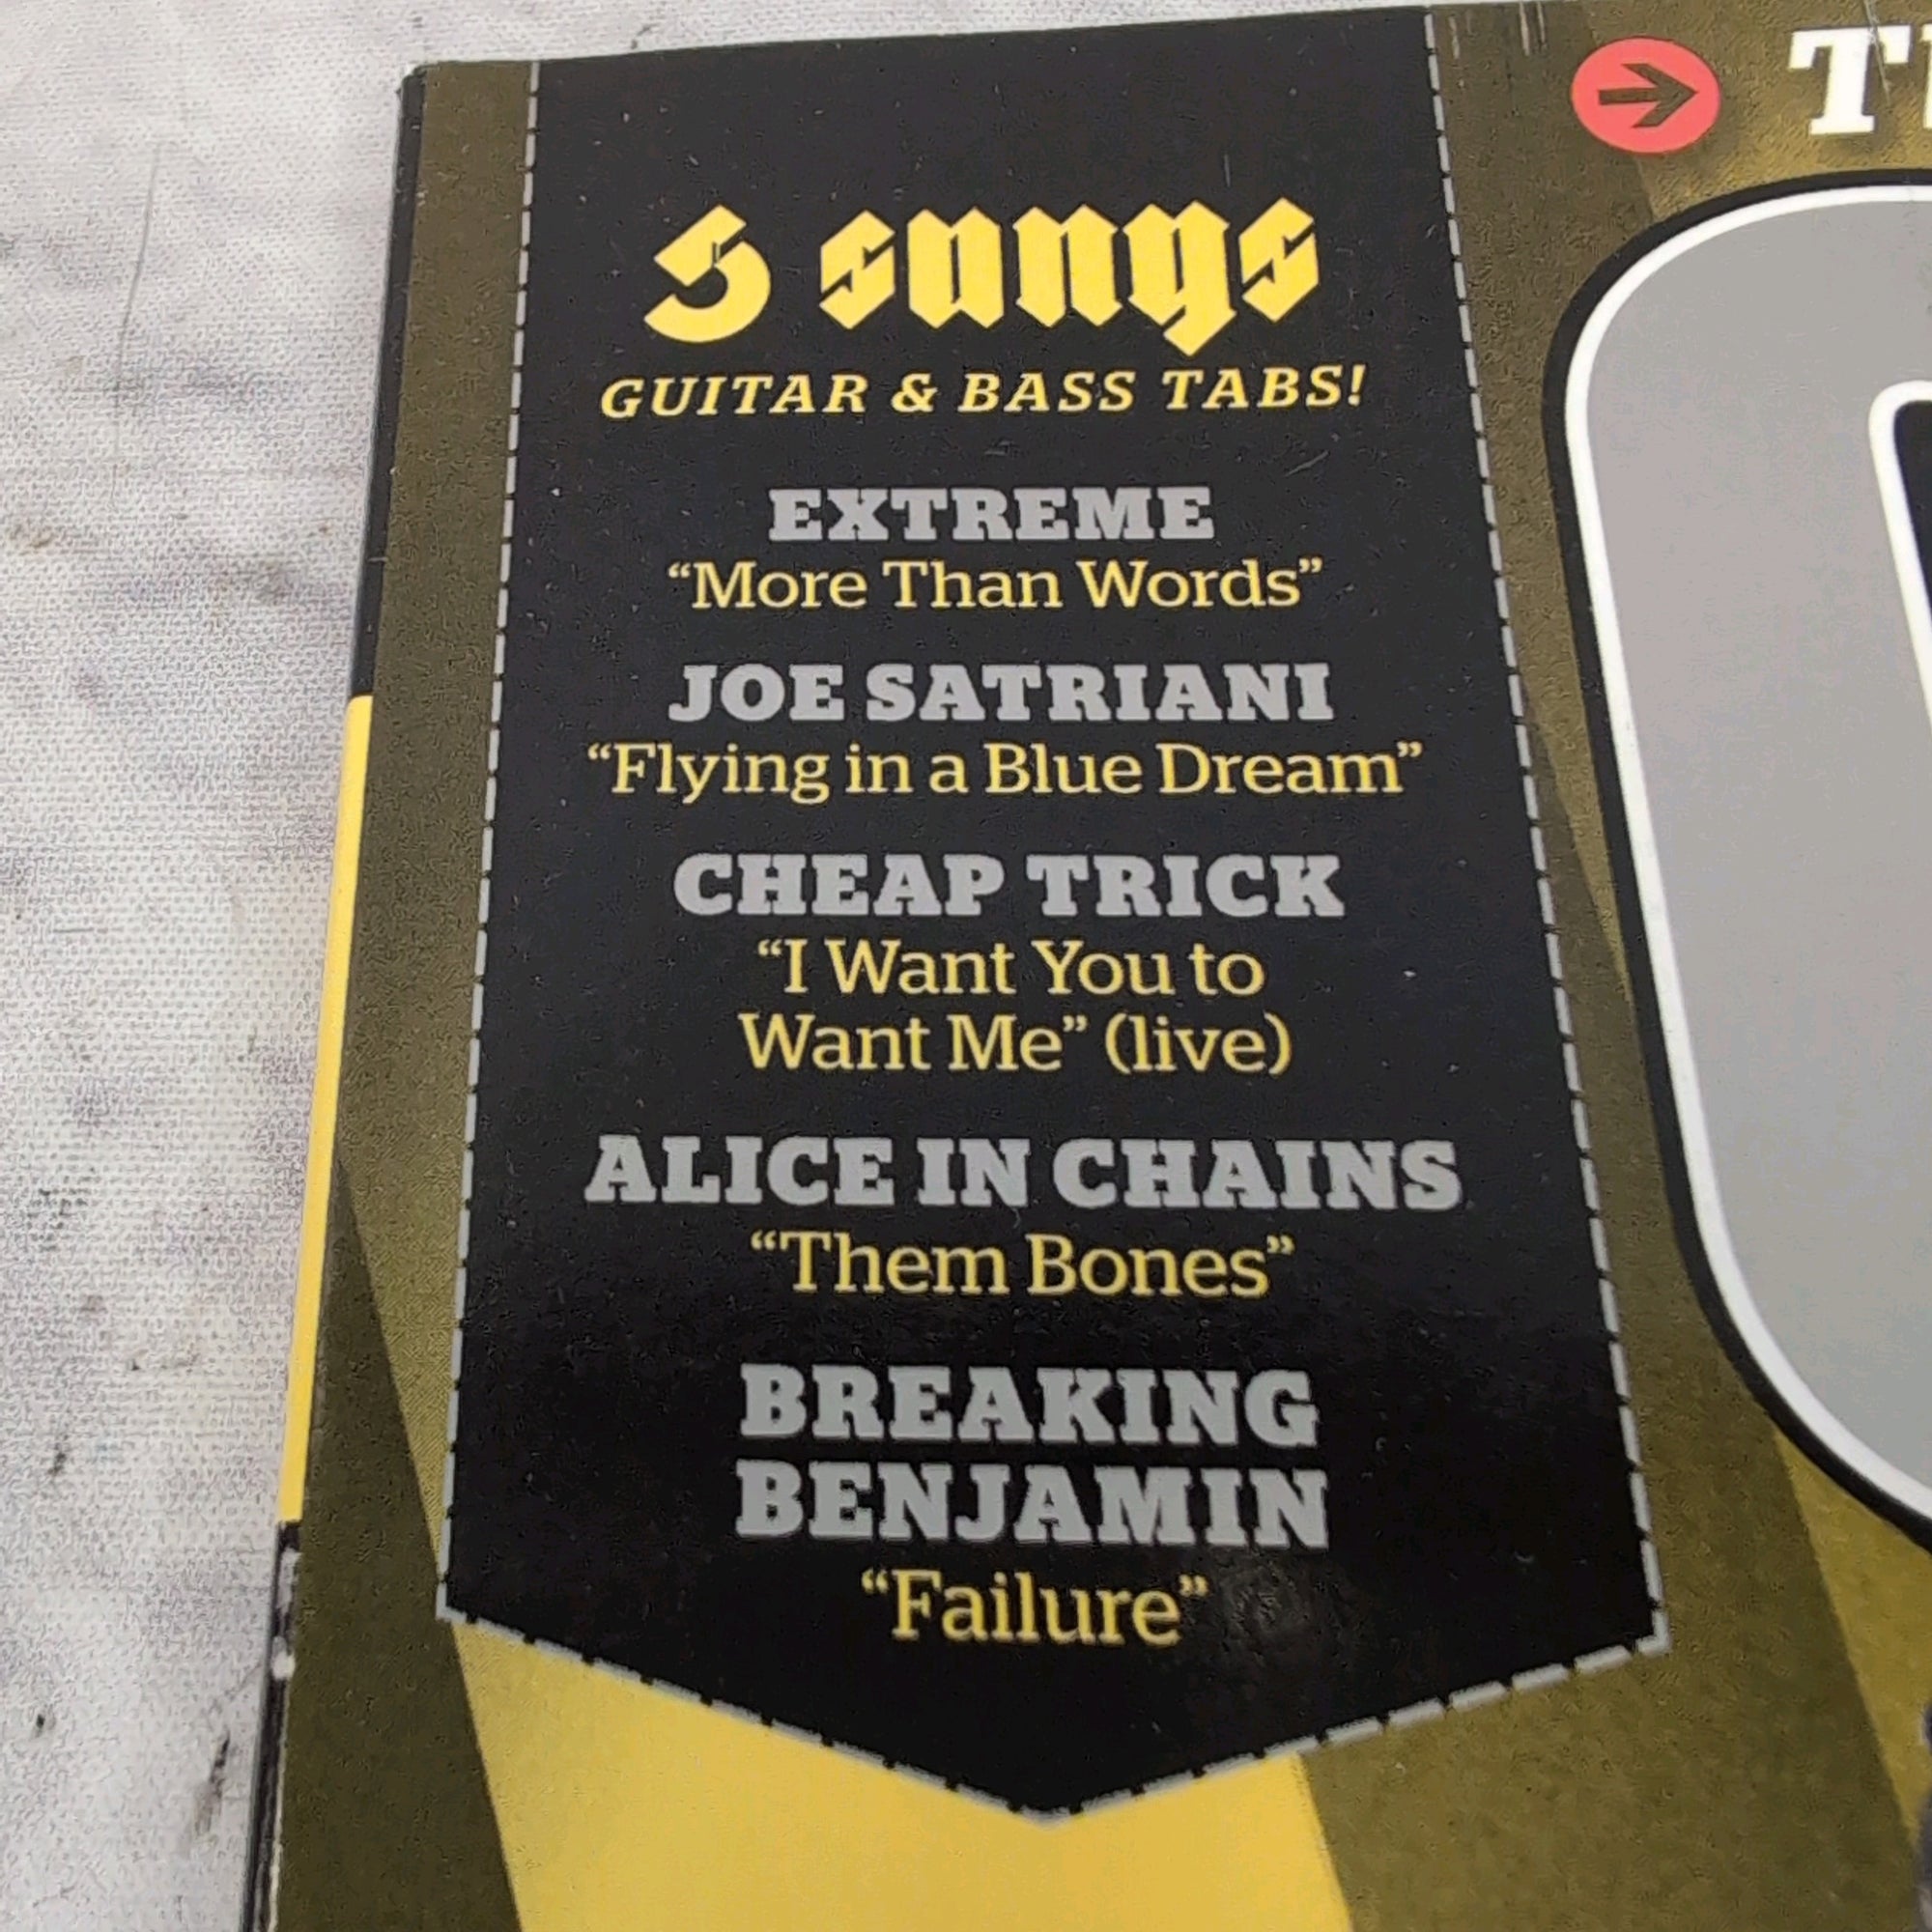 5 songs
GUITAR & BASS TABS!
EXTREME
“More Than Words”
JOE SATRIANI
“Flying in a Blue Dream”
CHEAP TRICK
“I Want You to
Want Me” (live)
ALICE IN CHAINS
“Them Bones”
BREAKING
BENJAMIN
“Failure”